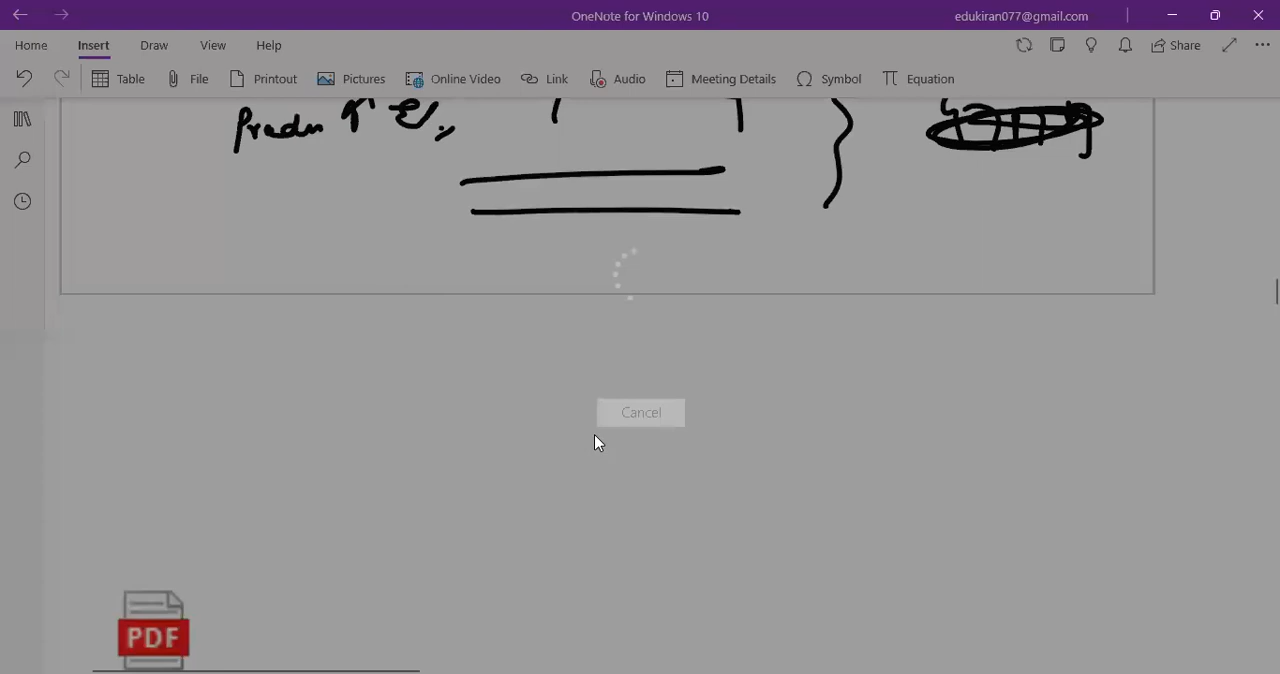 OneNote for Windows 10
edukiran077@gmail.com
Home Insert Draw View Help
Share
Table File Printout Pictures Online Video Link Audio Meeting Details Symbol Equation
Cancel
PDF